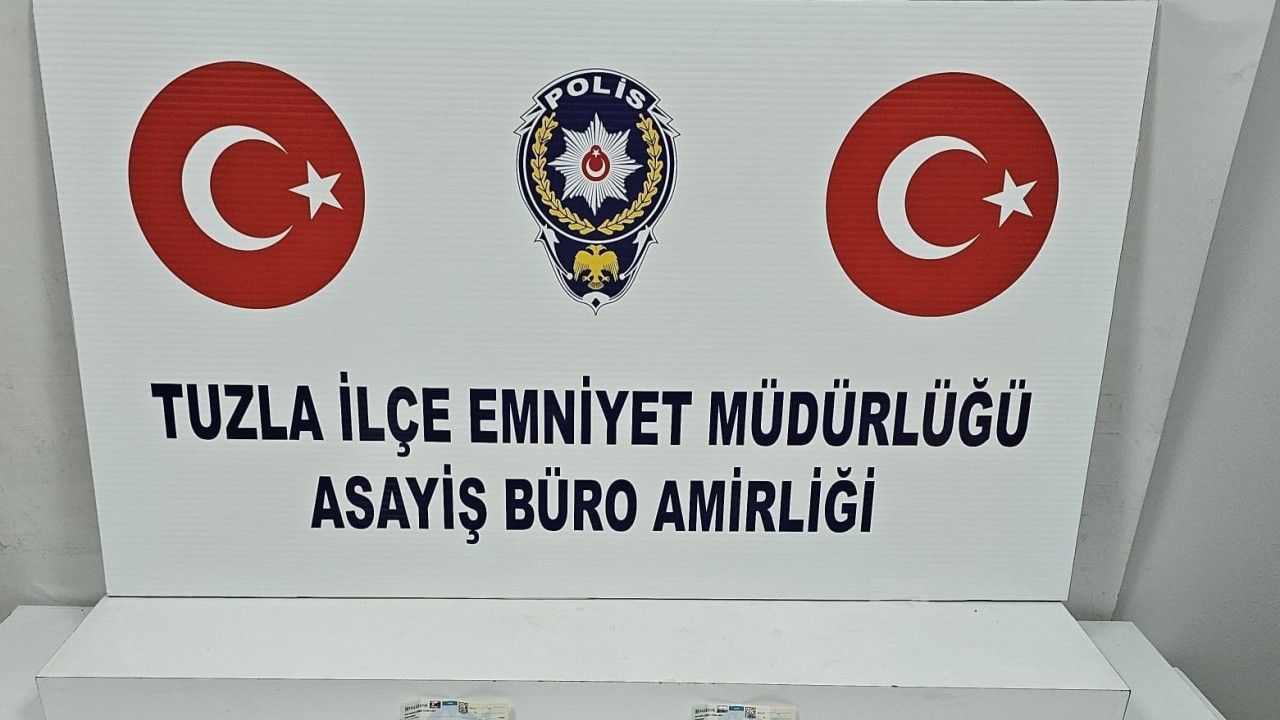 POLİS
TUZLA İLÇE EMNİYET MÜDÜRLÜĞÜ
ASAYİŞ BÜRO AMİRLİĞİ